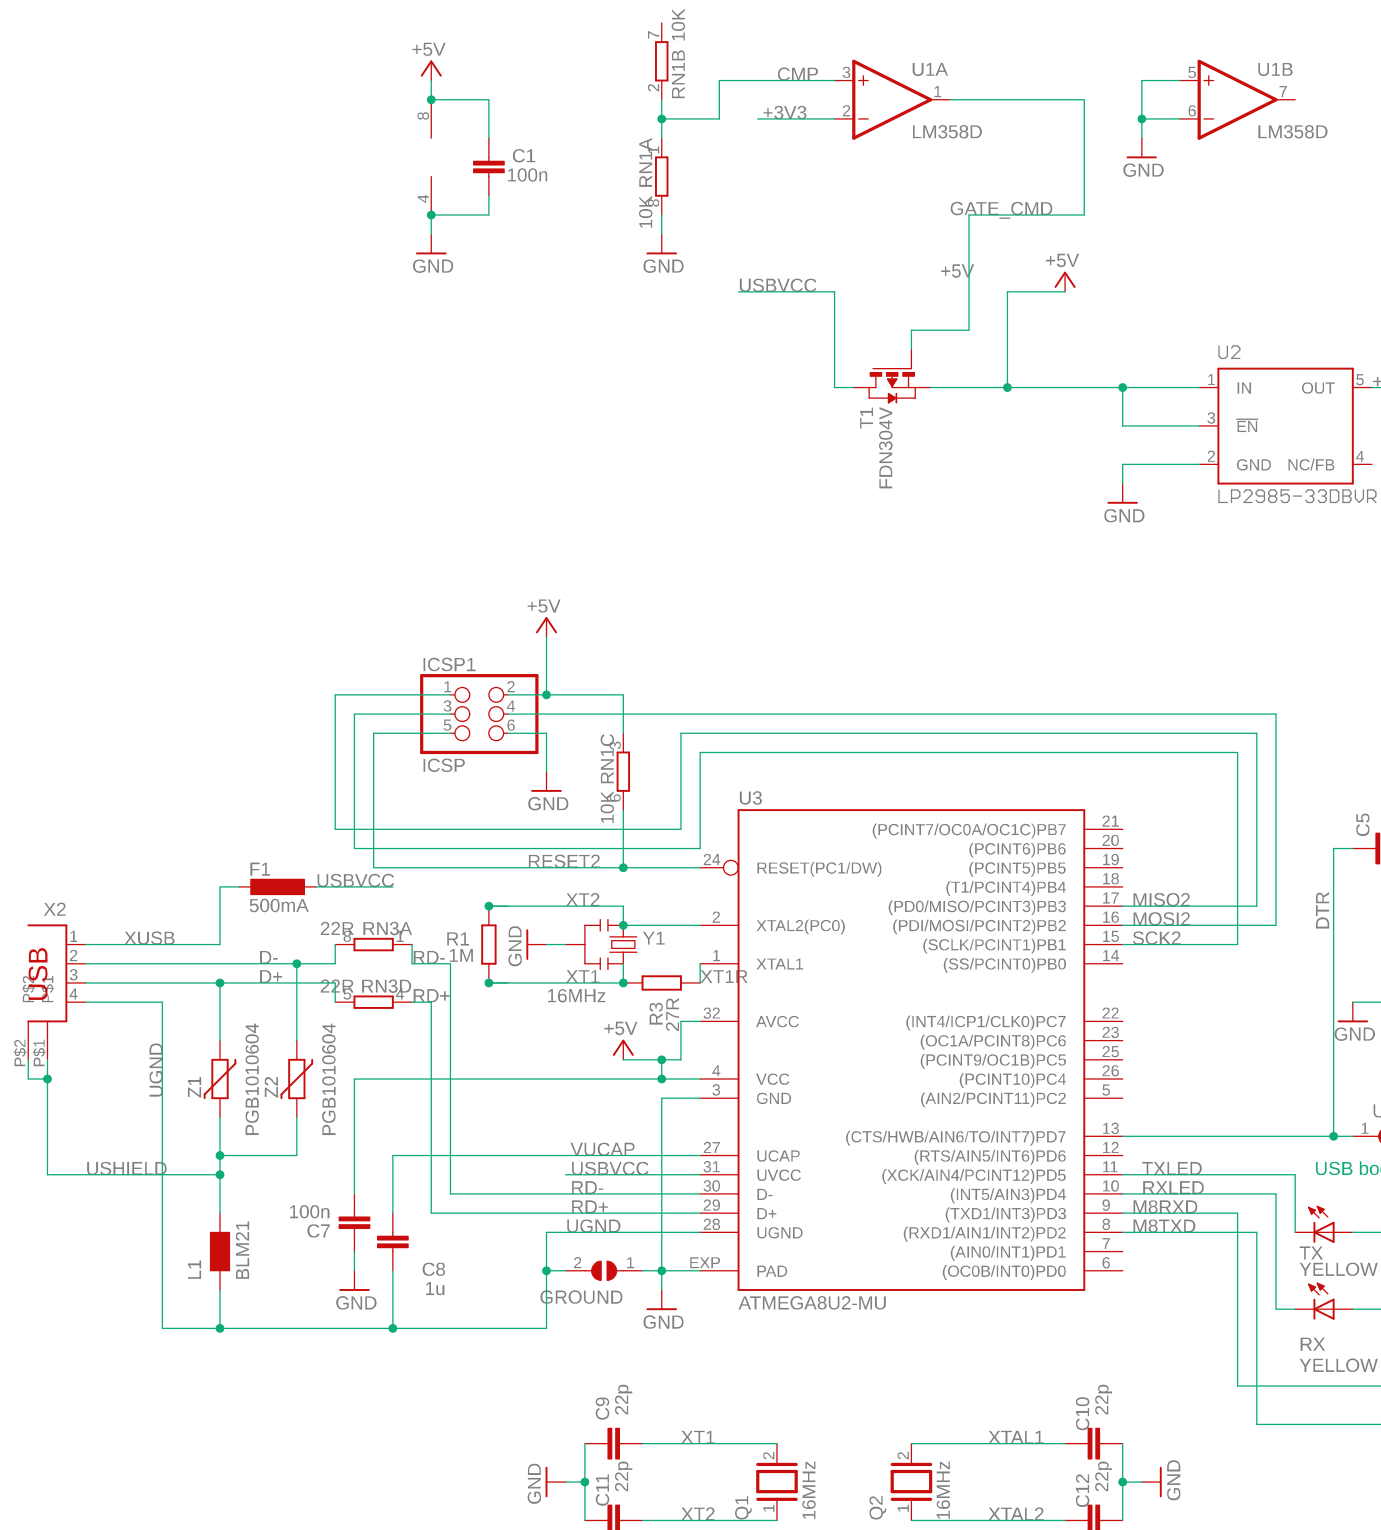 +5V
8
4
C1
100n
GND
7
2
RN1B 10K
1
8
10K RN1A
GND
CMP
+3V3
3
2
1
U1A
LM358D
5
6
7
U1B
LM358D
GND
GATE_CMD
+5V
+5V
USBVCC
T1
FDN304V
U2
1
IN
OUT
5
+
3
EN
2
GND
NC/FB
4
LP2985-33DBVR
GND
+5V
ICSP1
1
2
3
4
5
6
ICSP
GND
3
6
10K RN1C
RESET2
U3
24
RESET(PC1/DW)
2
XTAL2(PC0)
1
XTAL1
32
AVCC
4
VCC
3
GND
27
UCAP
31
UVCC
30
D-
29
D+
28
UGND
EXP
PAD
(PCINT7/OC0A/OC1C)PB7
21
(PCINT6)PB6
20
(PCINT5)PB5
19
(T1/PCINT4)PB4
18
(PD0/MISO/PCINT3)PB3
17
MISO2
(PDI/MOSI/PCINT2)PB2
16
MOSI2
(SCLK/PCINT1)PB1
15
SCK2
(SS/PCINT0)PB0
14
(INT4/ICP1/CLK0)PC7
22
(OC1A/PCINT8)PC6
23
(PCINT9/OC1B)PC5
25
(PCINT10)PC4
26
(AIN2/PCINT11)PC2
5
(CTS/HWB/AIN6/TO/INT7)PD7
13
(RTS/AIN5/INT6)PD6
12
(XCK/AIN4/PCINT12)PD5
11
TXLED
(INT5/AIN3)PD4
10
RXLED
(TXD1/INT3)PD3
9
M8RXD
(RXD1/AIN1/INT2)PD2
8
M8TXD
(AIN0/INT1)PD1
7
(OC0B/INT0)PD0
6
ATMEGA8U2-MU
F1
500mA
USBVCC
X2
USB
1
2
3
4
XUSB
D-
D+
P$2
P$1
P$2
P$1
22R RN3A
8
1
RD-
22R RN3D
5
4
RD+
R1
1M
GND
XT2
Y1
XT1
16MHz
R3
27R
XT1R
+5V
UGND
Z1
PGB1010604
Z2
PGB1010604
USHIELD
L1
BLM21
100n
C7
GND
C8
1u
VUCAP
USBVCC
RD-
RD+
UGND
2
1
GROUND
GND
C5
DTR
GND
U
1
USB boo
TX
YELLOW
RX
YELLOW
C9
22p
XT1
GND
C11
22p
XT2
2
1
Q1
16MHz
2
1
Q2
16MHz
XTAL1
C10
22p
GND
XTAL2
C12
22p